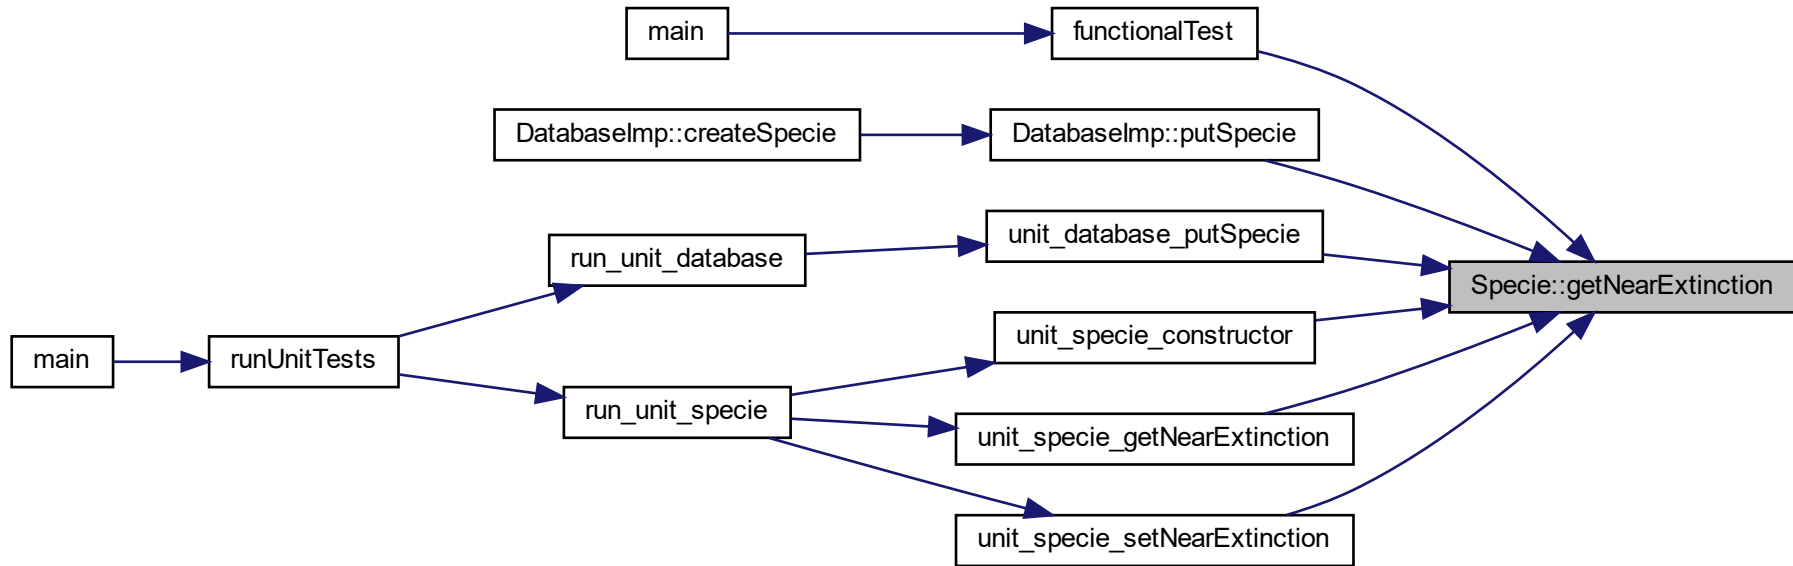 main
functionalTest
DatabaseImp::createSpecie
DatabaseImp::putSpecie
run_unit_database
unit_database_putSpecie
Specie::getNearExtinction
main
runUnitTests
unit_specie_constructor
run_unit_specie
unit_specie_getNearExtinction
unit_specie_setNearExtinction